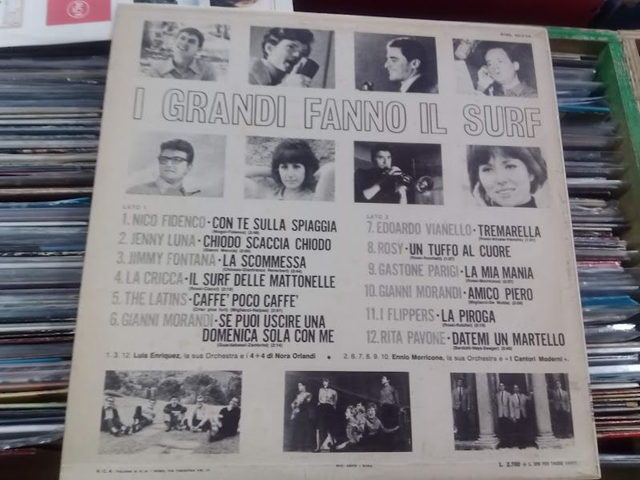 I GRANDI FANNO IL SURF
LATO 1
1. NICO FIDENCO · CON TE SULLA SPIAGGIA
2. JENNY LUNA · CHIODO SCACCIA CHIODO
3. JIMMY FONTANA · LA SCOMMESSA
4. LA CRICCA · IL SURF DELLE MATTONELLE
5. THE LATINS · CAFFE' POCO CAFFE'
6. GIANNI MORANDI · SE PUOI USCIRE UNA
DOMENICA SOLA CON ME
LATO 2
7. EDOARDO VIANELLO · TREMARELLA
8. ROSY · UN TUFFO AL CUORE
9. GASTONE PARIGI · LA MIA MANIA
10. GIANNI MORANDI · AMICO PIERO
11. I FLIPPERS · LA PIROGA
12. RITA PAVONE · DATEMI UN MARTELLO
1. 3. 12. Luis Enriquez, la sua Orchestra e i 4+4 di Nora Orlandi
• 2. 6. 7. 8. 9. 10. Ennio Morricone, la sua Orchestra e «I Cantori Moderni».